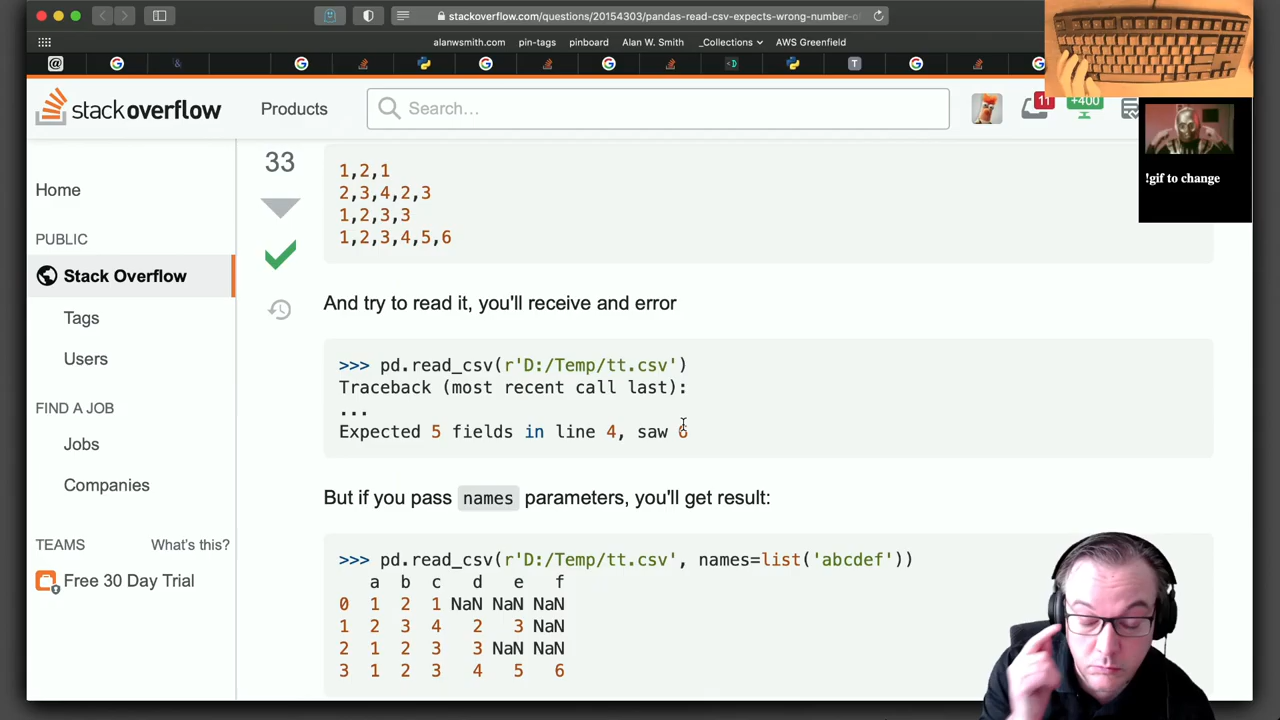 stackoverflow.com/questions/20154303/pandas-read-csv-expects-wrong-number-o
alanwsmith.com pin-tags pinboard Alan W. Smith _Collections AWS Greenfield
stackoverflow Products Search... 11 +400
!gif to change
Home
PUBLIC
Stack Overflow
Tags
Users
FIND A JOB
Jobs
Companies
TEAMS What's this?
Free 30 Day Trial
33
1,2,1
2,3,4,2,3
1,2,3,3
1,2,3,4,5,6
And try to read it, you'll receive and error
>>> pd.read_csv(r'D:/Temp/tt.csv')
Traceback (most recent call last):
...
Expected 5 fields in line 4, saw 6
But if you pass names parameters, you'll get result:
>>> pd.read_csv(r'D:/Temp/tt.csv', names=list('abcdef'))
a b c d e f
0 1 2 1 NaN NaN NaN
1 2 3 4 2 3 NaN
2 1 2 3 3 NaN NaN
3 1 2 3 4 5 6